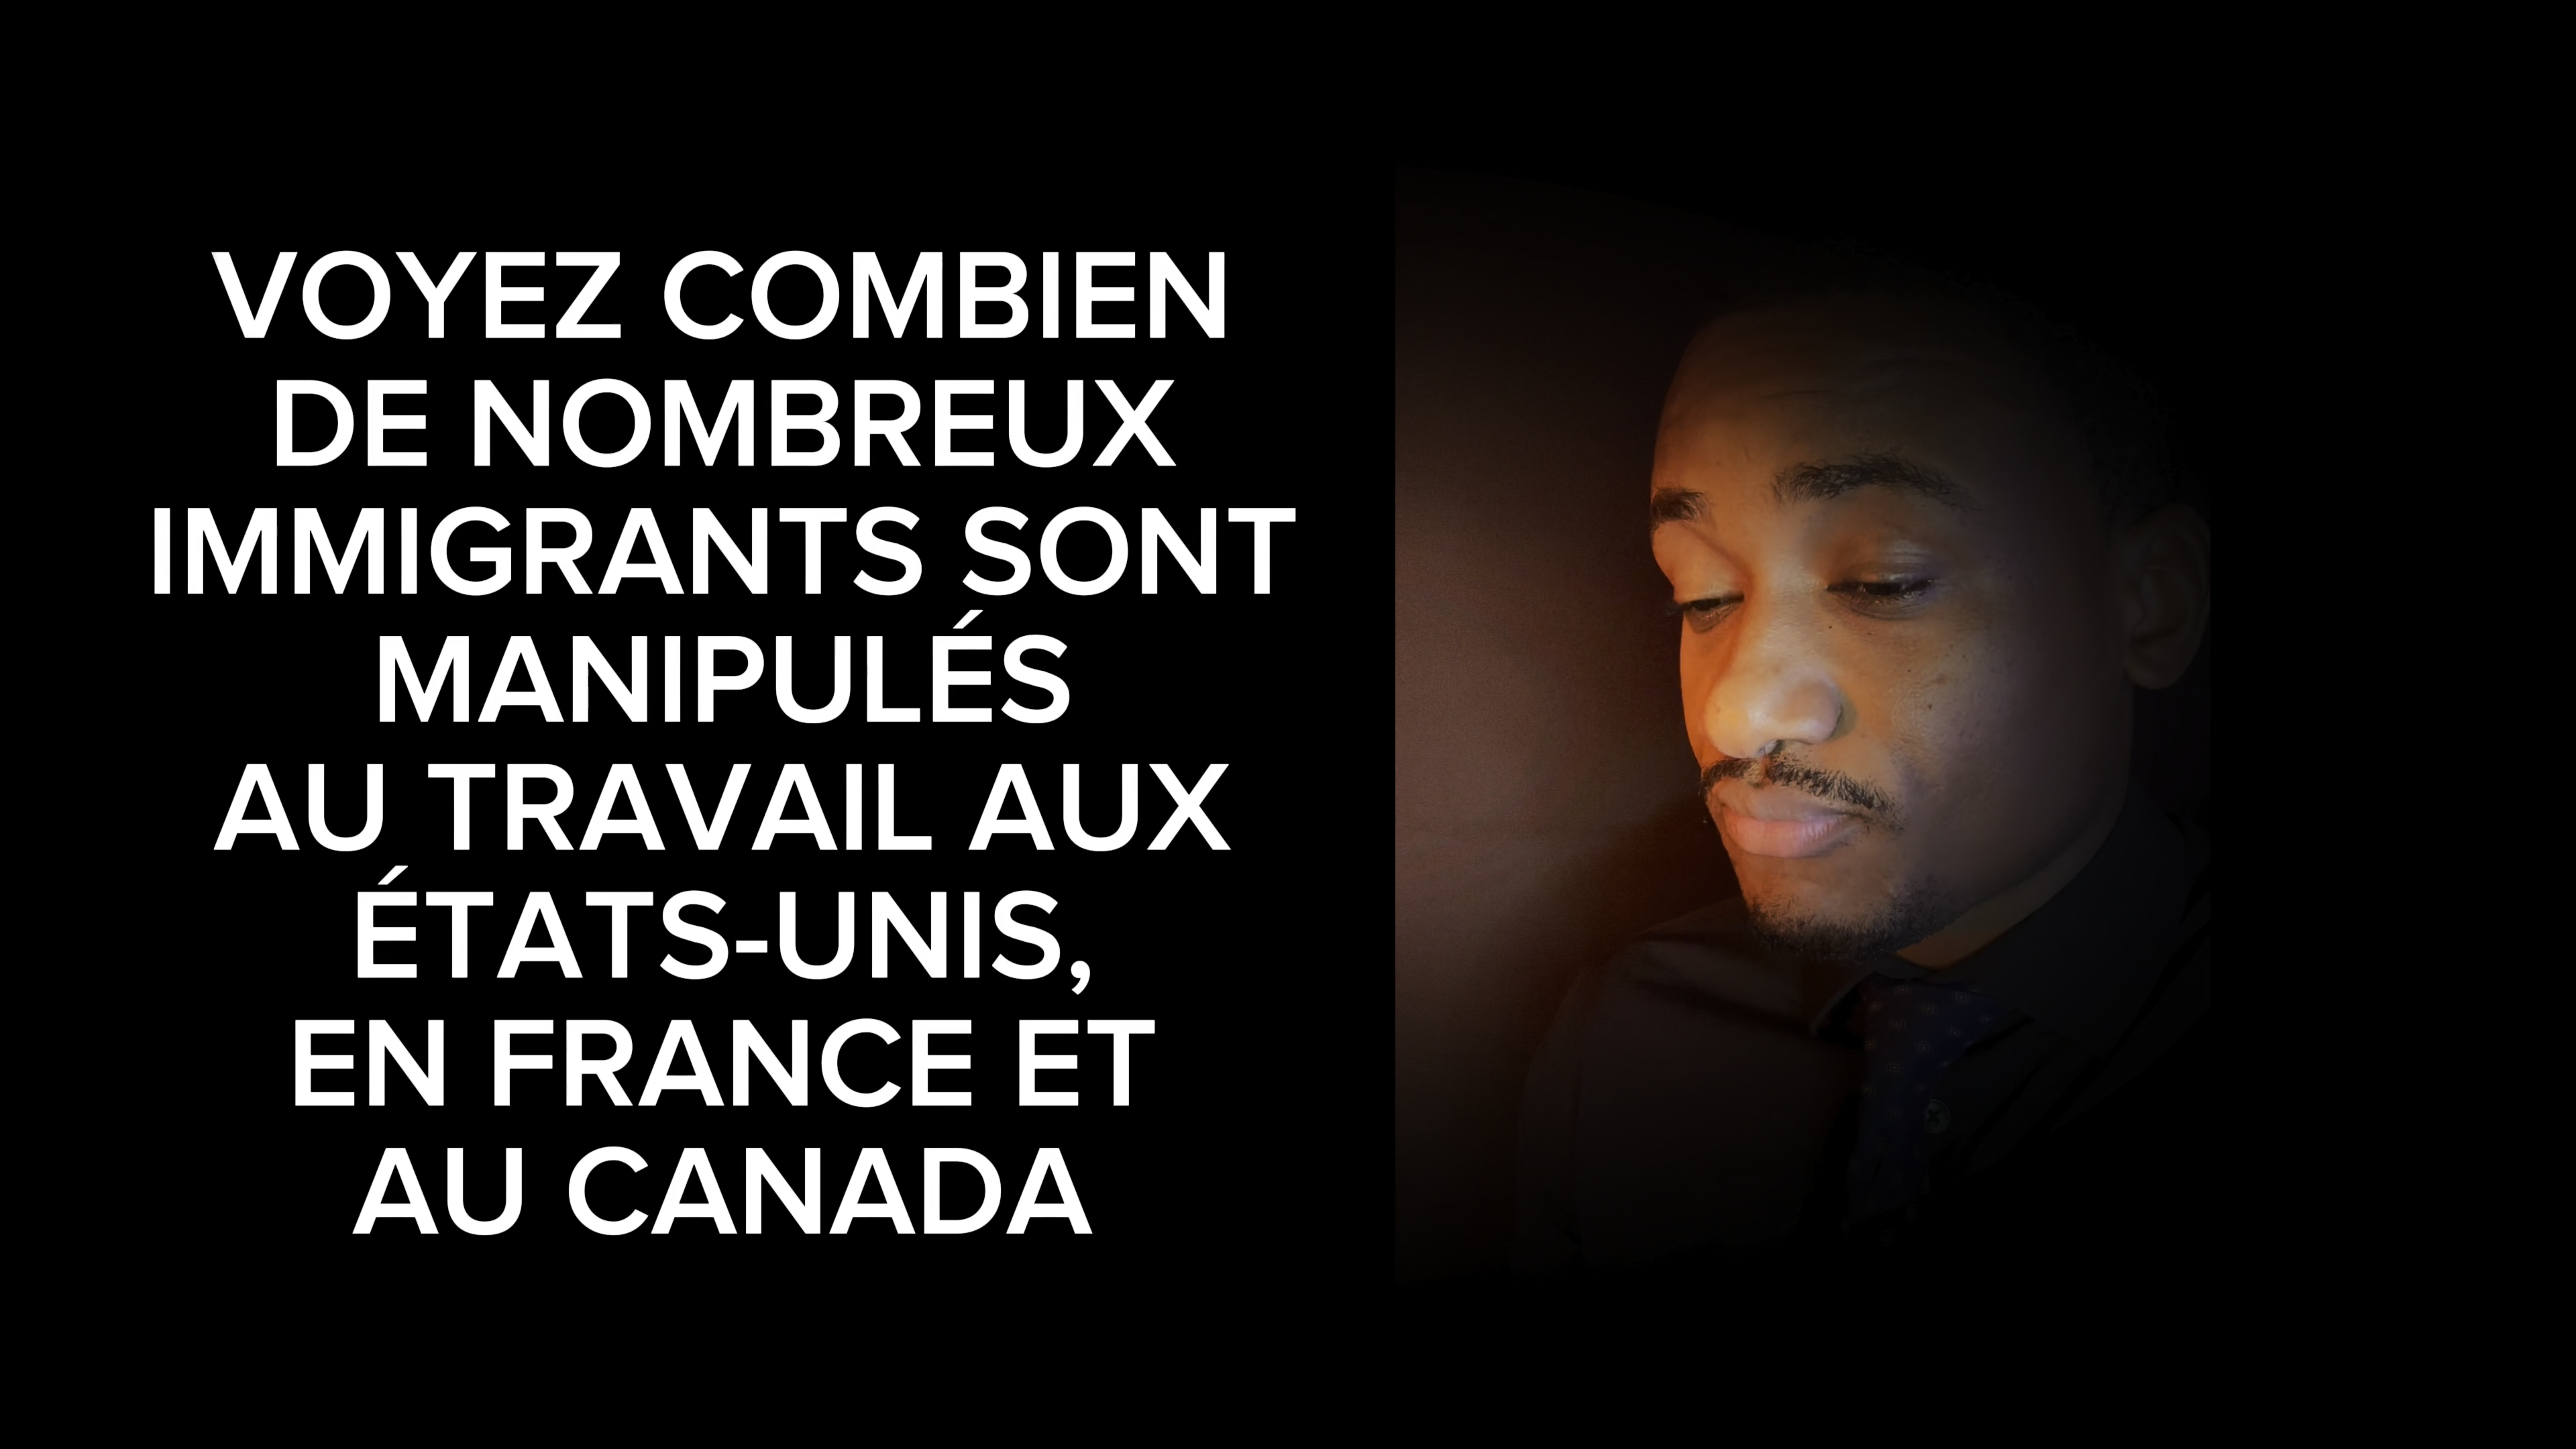 VOYEZ COMBIEN
DE NOMBREUX
IMMIGRANTS SONT
MANIPULÉS
AU TRAVAIL AUX
ÉTATS-UNIS,
EN FRANCE ET
AU CANADA